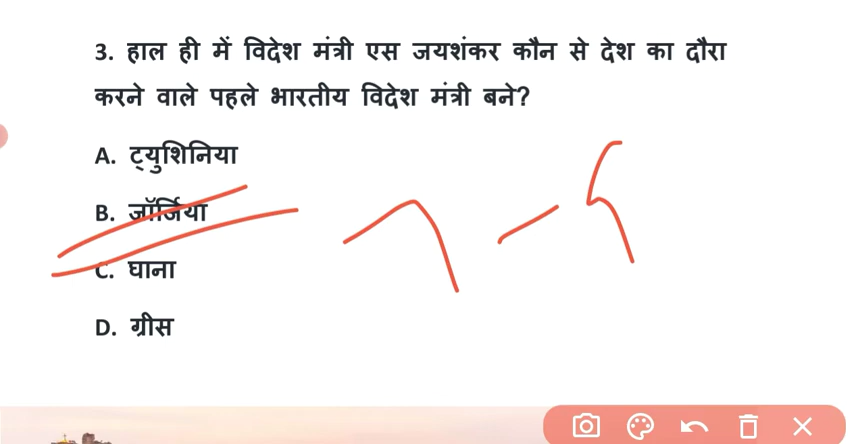 3. हाल ही में विदेश मंत्री एस जयशंकर कौन से देश का दौरा
करने वाले पहले भारतीय विदेश मंत्री बने?
A. ट्युशिनिया
B. जॉर्जिया
C. घाना
D. ग्रीस